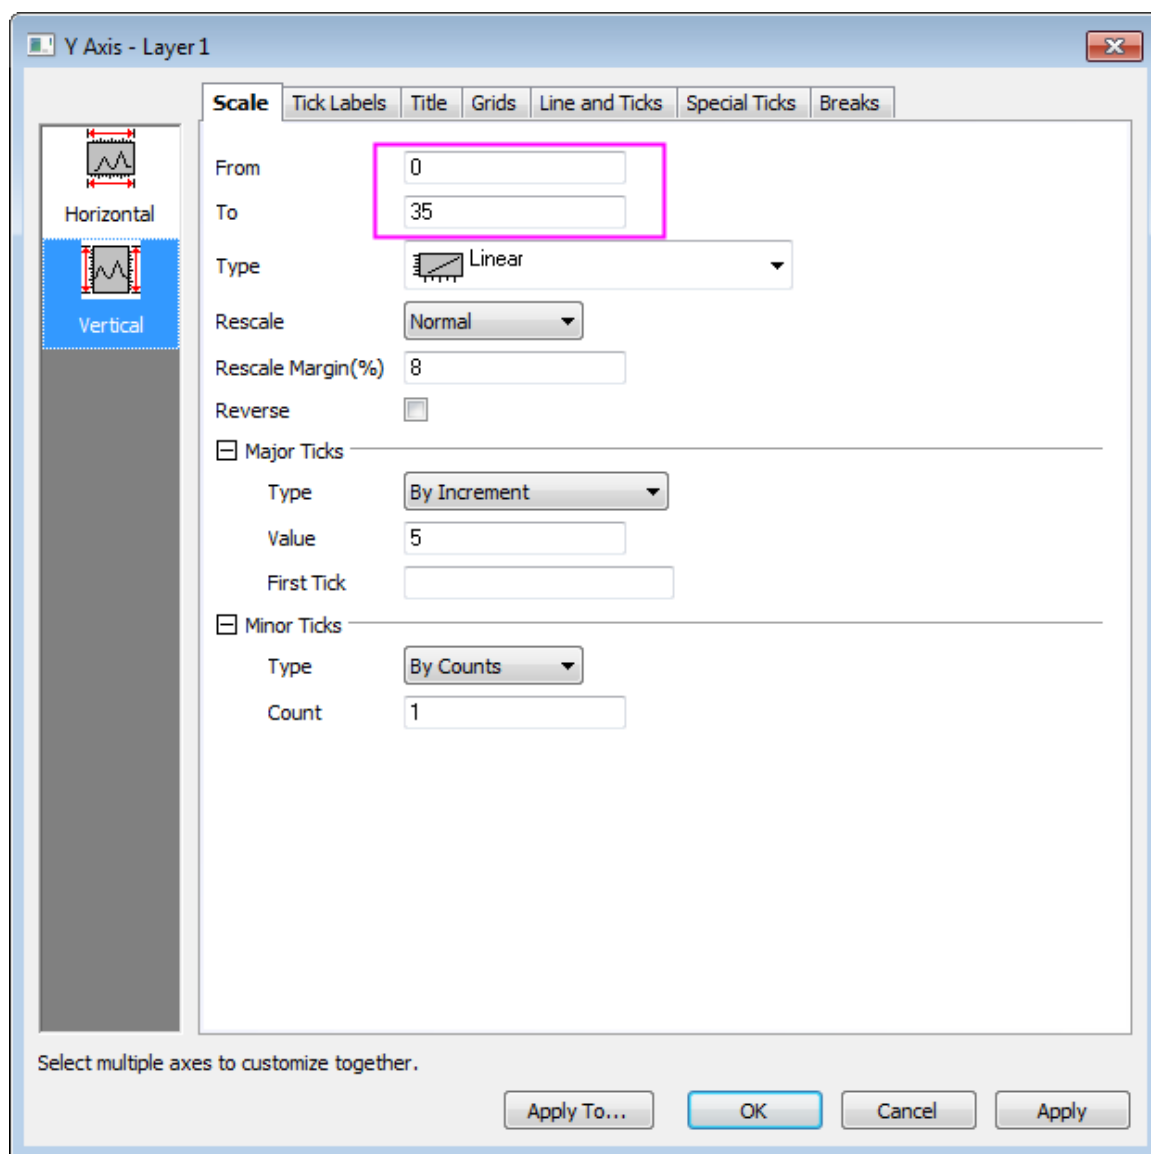 Y Axis - Layer 1
Scale Tick Labels Title Grids Line and Ticks Special Ticks Breaks
Horizontal
Vertical
From 0
To 35
Type Linear
Rescale Normal
Rescale Margin(%) 8
Reverse
Major Ticks
Type By Increment
Value 5
First Tick
Minor Ticks
Type By Counts
Count 1
Select multiple axes to customize together.
Apply To... OK Cancel Apply